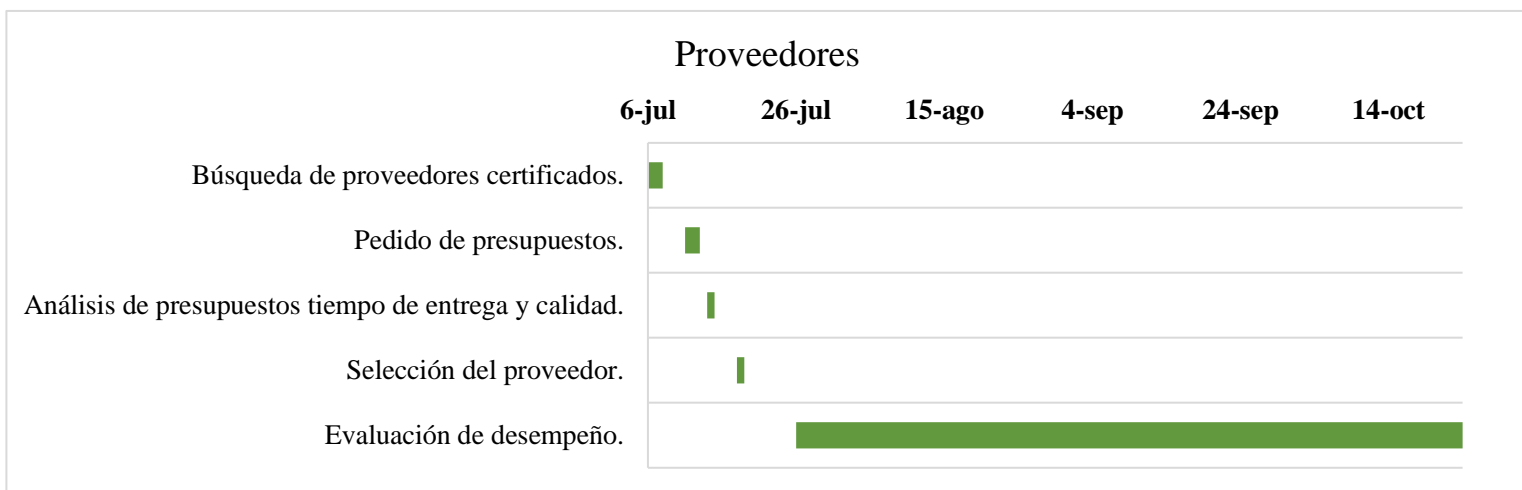 Proveedores
6-jul 26-jul 15-ago 4-sep 24-sep 14-oct
Búsqueda de proveedores certificados.
Pedido de presupuestos.
Análisis de presupuestos tiempo de entrega y calidad.
Selección del proveedor.
Evaluación de desempeño.